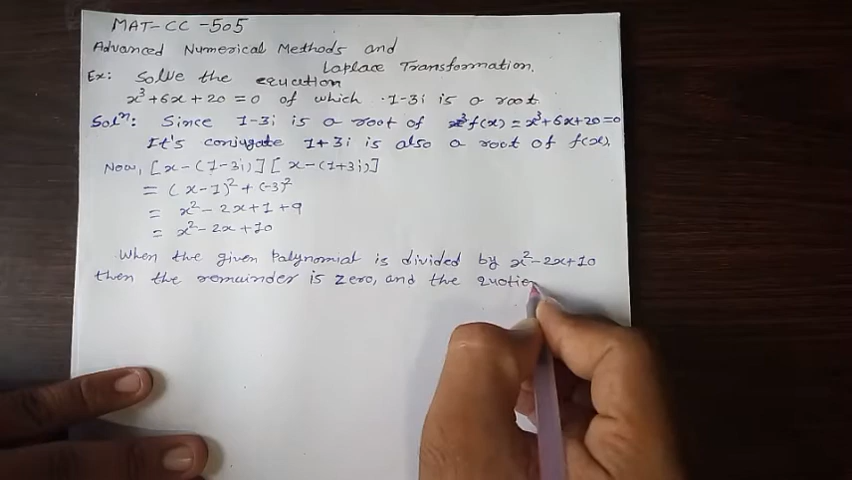 MAT-CC-505
Advanced Numerical Methods and
Laplace Transformation.
Ex: Solve the equation
x³+6x+20=0 of which 1-3i is a root.
Solⁿ: Since 1-3i is a root of f(x)=x³+6x+20=0
It's conjugate 1+3i is also a root of f(x).
Now, [x-(1-3i)][x-(1+3i)]
= (x-1)²+(-3)²
= x²-2x+1+9
= x²-2x+10
When the given Polynomial is divided by x²-2x+10
then the remainder is zero, and the quotien